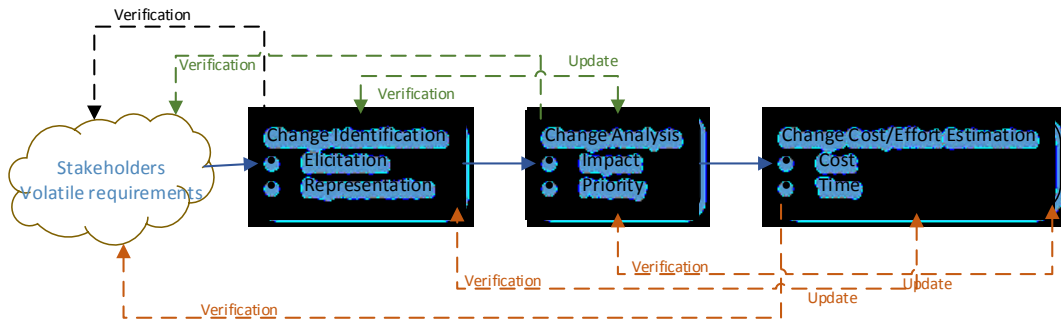 Verification
Verification
Update
Verification
Stakeholders
Volatile requirements
Change Identification
• Elicitation
• Representation
Change Analysis
• Impact
• Priority
Change Cost/Effort Estimation
• Cost
• Time
Verification
Update
Verification
Update
Verification